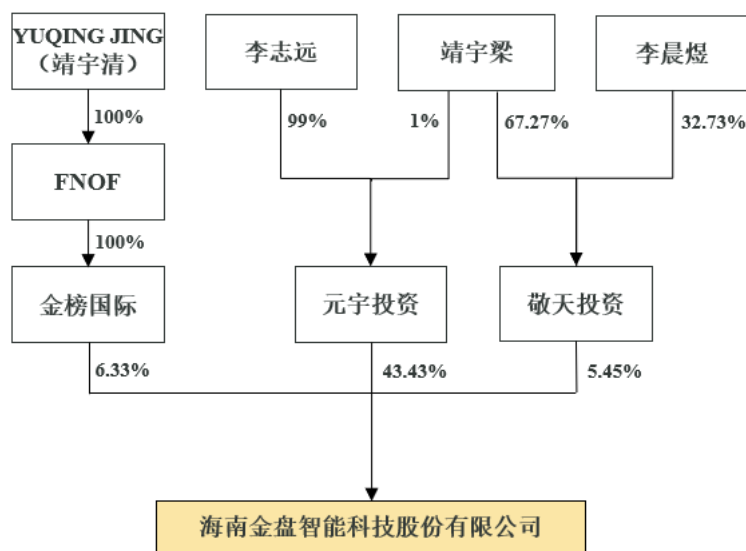 YUQING JING
（靖宇清）
李志远
靖宇梁
李晨煜
100%
99%
1%
67.27%
32.73%
FNOF
100%
金榜国际
元宇投资
敬天投资
6.33%
43.43%
5.45%
海南金盘智能科技股份有限公司